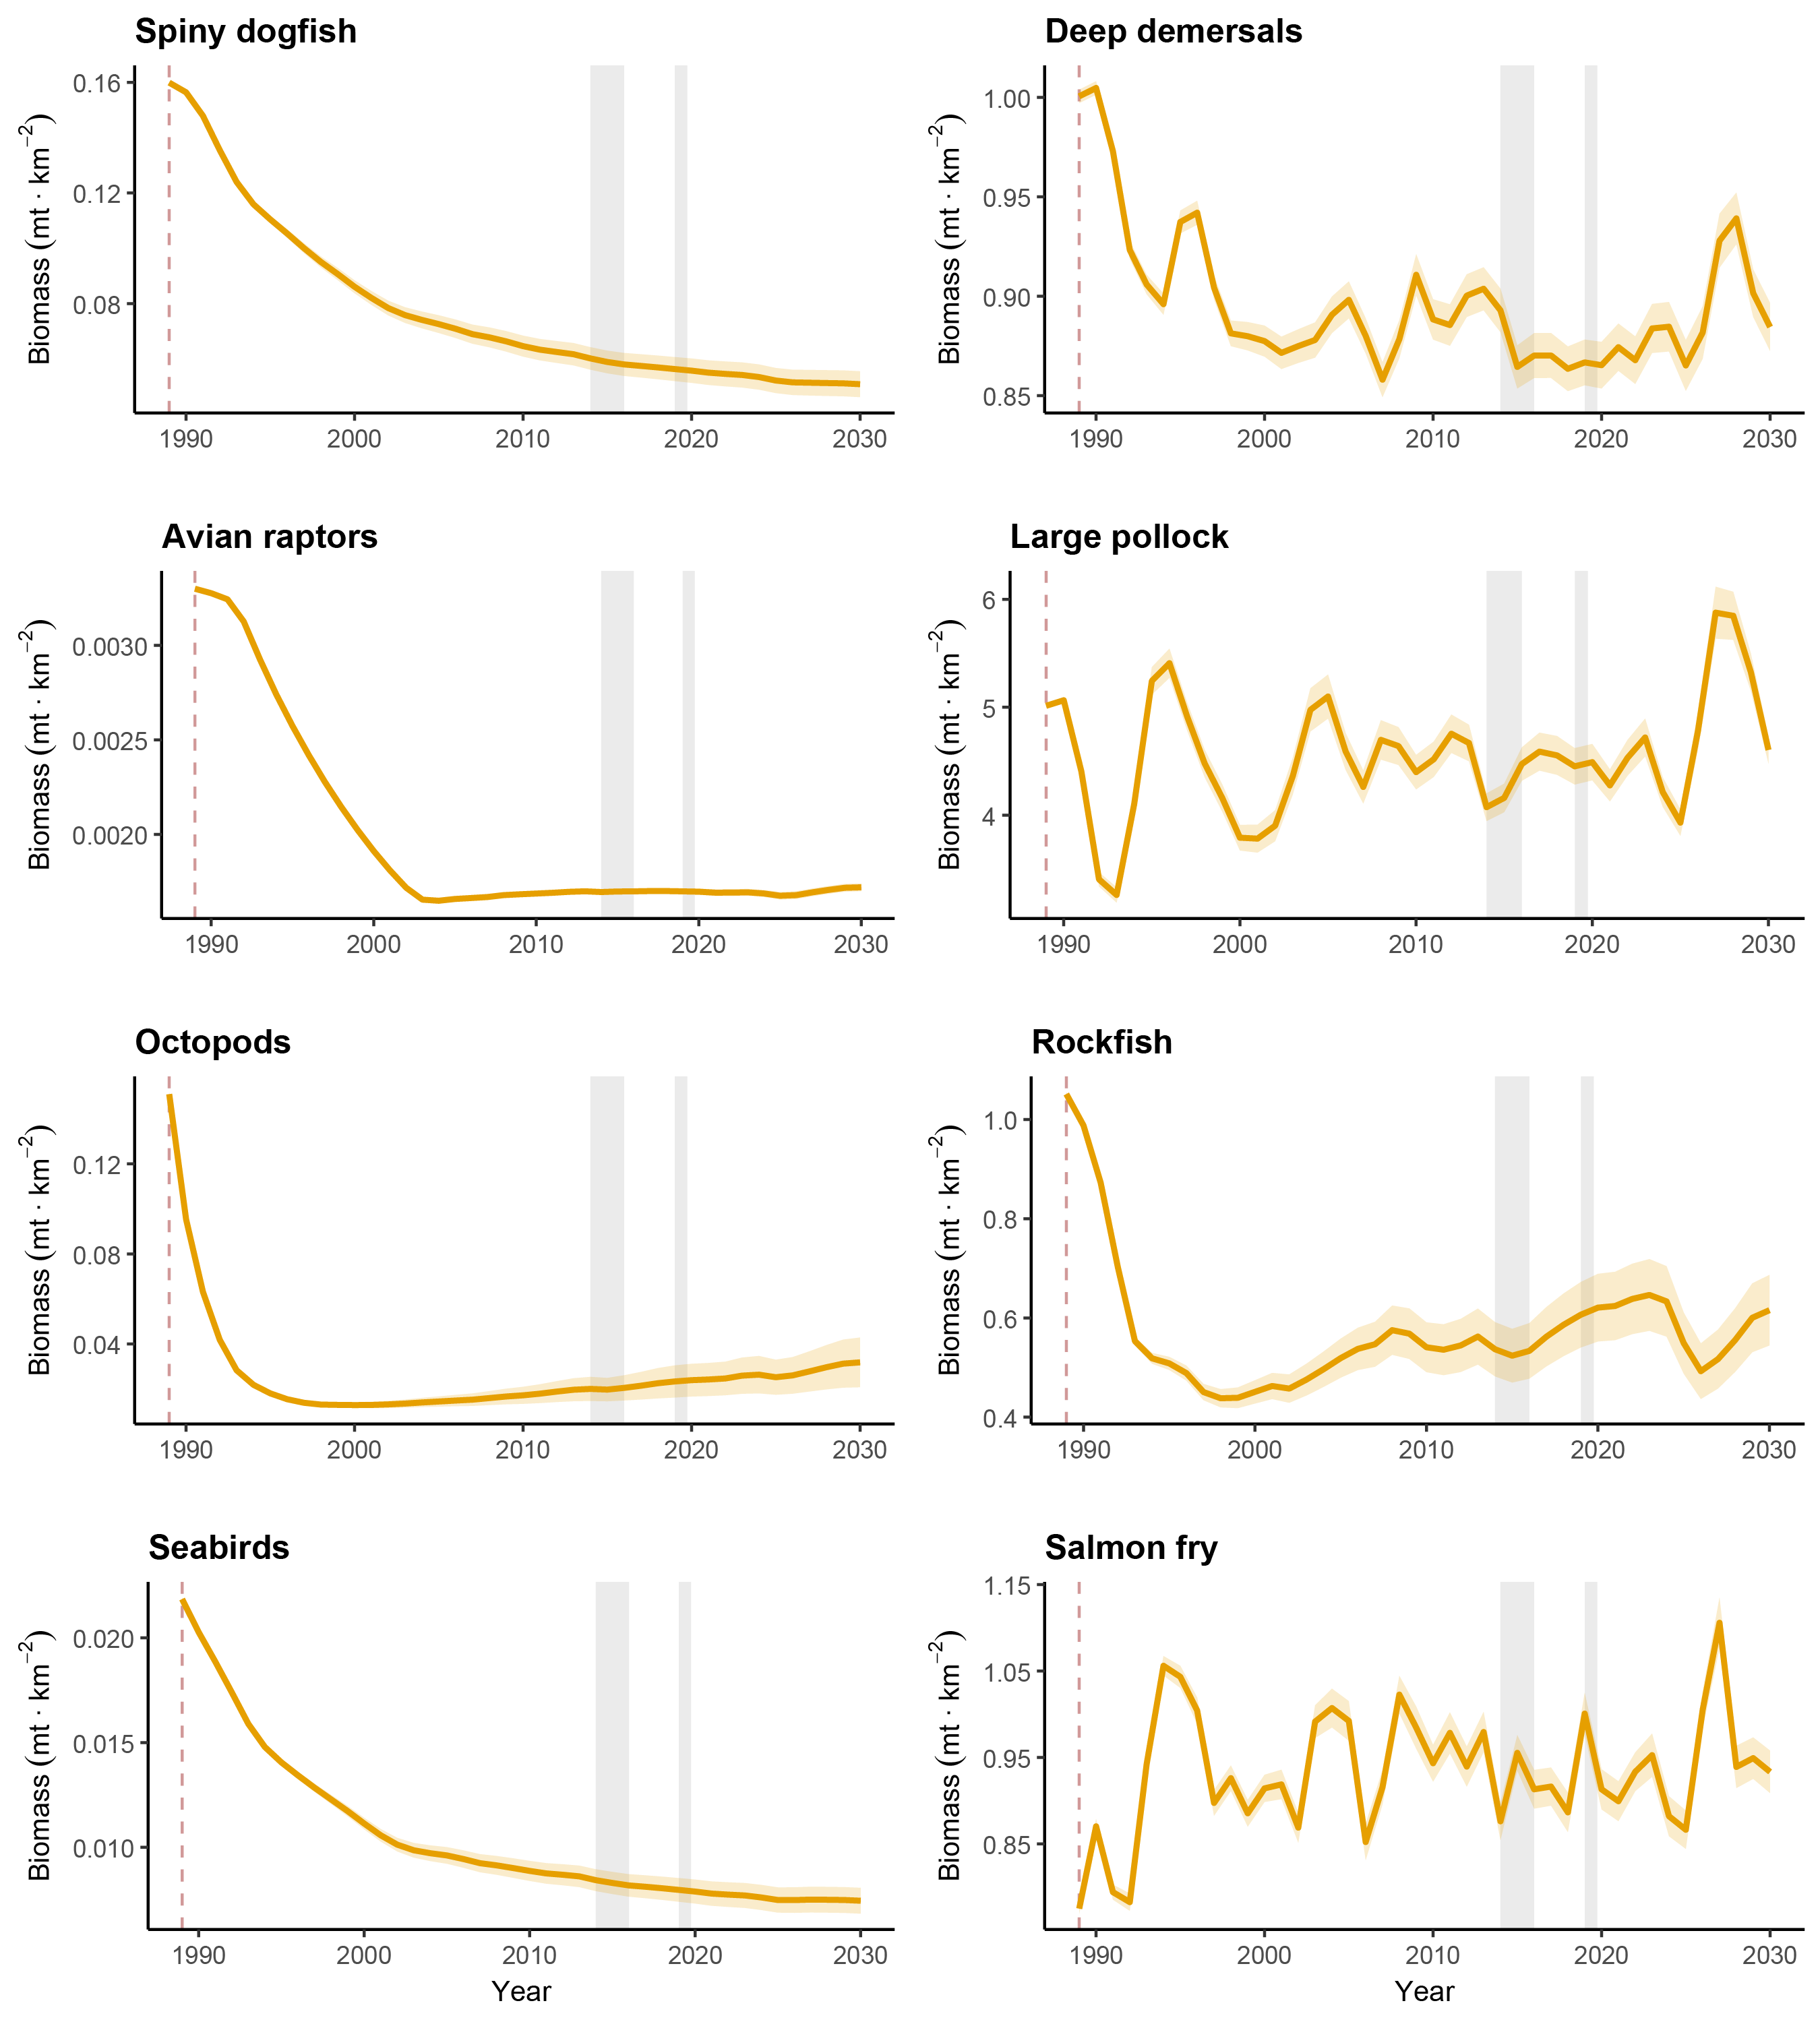 Spiny dogfish
Biomass (mt · km⁻²)
0.16
0.12
0.08
1990 2000 2010 2020 2030
Deep demersals
Biomass (mt · km⁻²)
1.00
0.95
0.90
0.85
1990 2000 2010 2020 2030
Avian raptors
Biomass (mt · km⁻²)
0.0030
0.0025
0.0020
1990 2000 2010 2020 2030
Large pollock
Biomass (mt · km⁻²)
6
5
4
1990 2000 2010 2020 2030
Octopods
Biomass (mt · km⁻²)
0.12
0.08
0.04
1990 2000 2010 2020 2030
Rockfish
Biomass (mt · km⁻²)
1.0
0.8
0.6
0.4
1990 2000 2010 2020 2030
Seabirds
Biomass (mt · km⁻²)
0.020
0.015
0.010
1990 2000 2010 2020 2030
Year
Salmon fry
Biomass (mt · km⁻²)
1.15
1.05
0.95
0.85
1990 2000 2010 2020 2030
Year